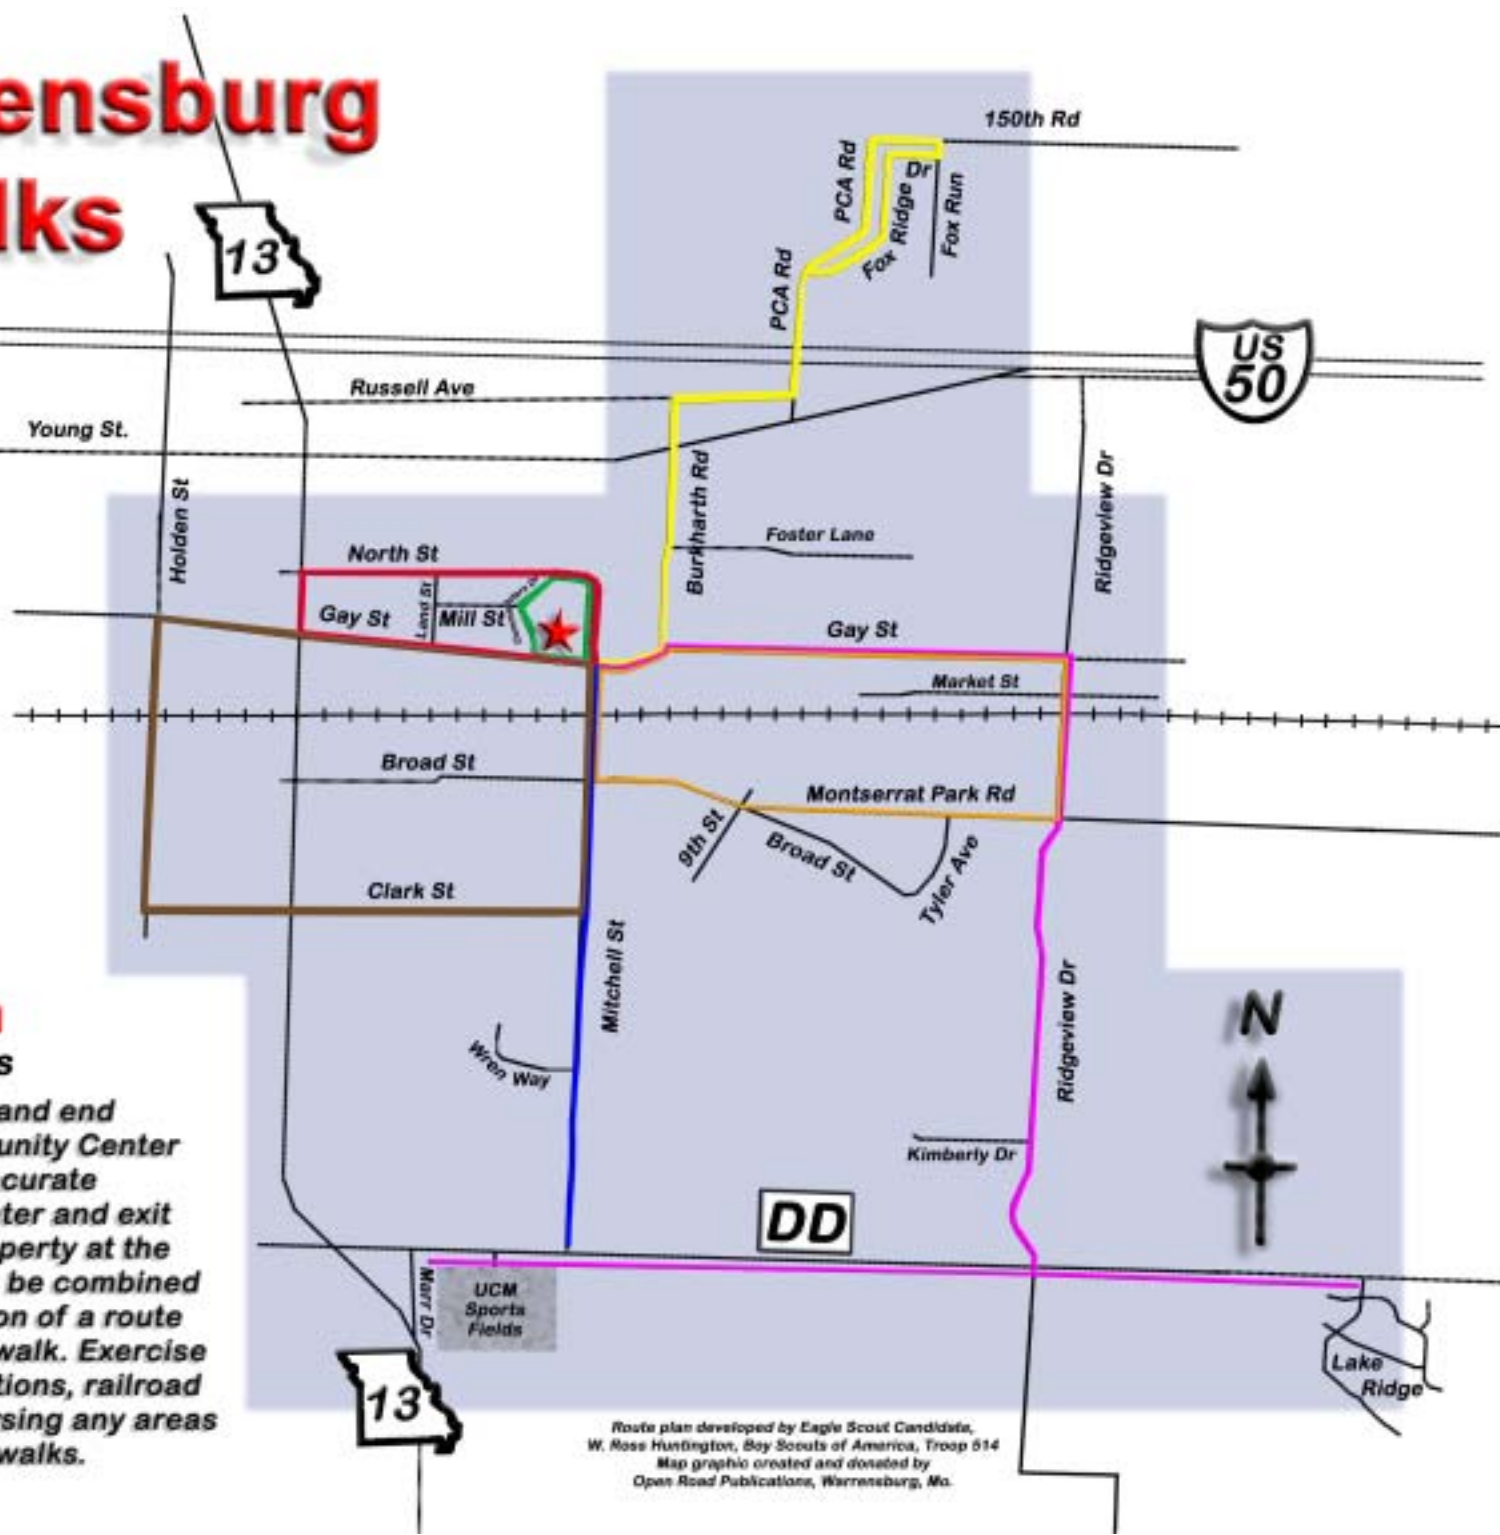 ensburg
lks
13
150th Rd
PCA Rd
Dr
Fox Ridge
Fox Run
PCA Rd
US
50
Russell Ave
Young St.
Holden St
Burkharth Rd
Ridgeview Dr
Foster Lane
North St
Gay St
Land St
Mill St
Gay St
Market St
Broad St
Montserrat Park Rd
9th St
Broad St
Tyler Ave
Clark St
Mitchell St
Ridgeview Dr
N
Wren Way
Kimberly Dr
DD
s
and end
unity Center
curate
ter and exit
perty at the
be combined
on of a route
walk. Exercise
tions, railroad
rsing any areas
walks.
Marr Dr
UCM
Sports
Fields
13
Lake
Ridge
Route plan developed by Eagle Scout Candidate,
W. Ross Huntington, Boy Scouts of America, Troop 514
Map graphic created and donated by
Open Road Publications, Warrensburg, Mo.